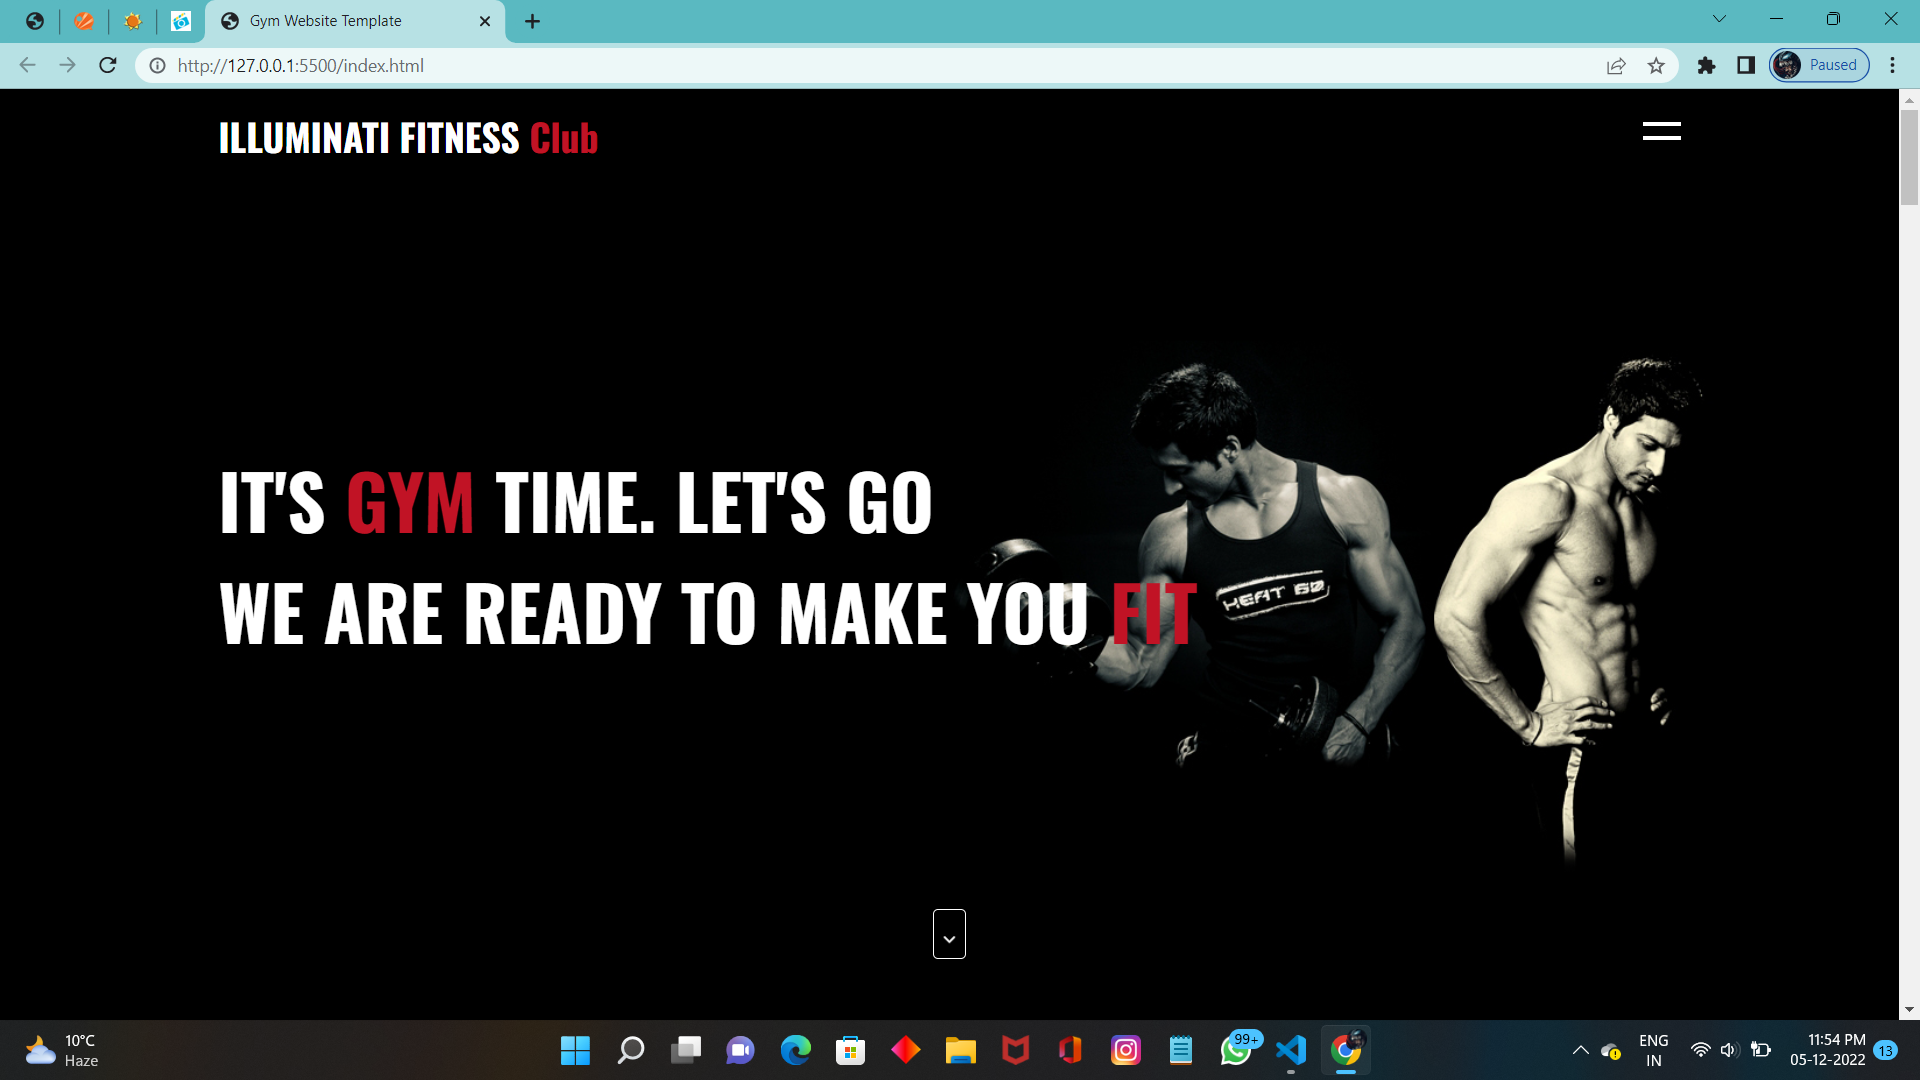 Gym Website Template
http://127.0.0.1:5500/index.html
Paused
ILLUMINATI FITNESS Club
IT'S GYM TIME. LET'S GO
WE ARE READY TO MAKE YOU FIT
HEAT 60
10°C
Haze
99+
ENG
IN
11:54 PM
05-12-2022
13